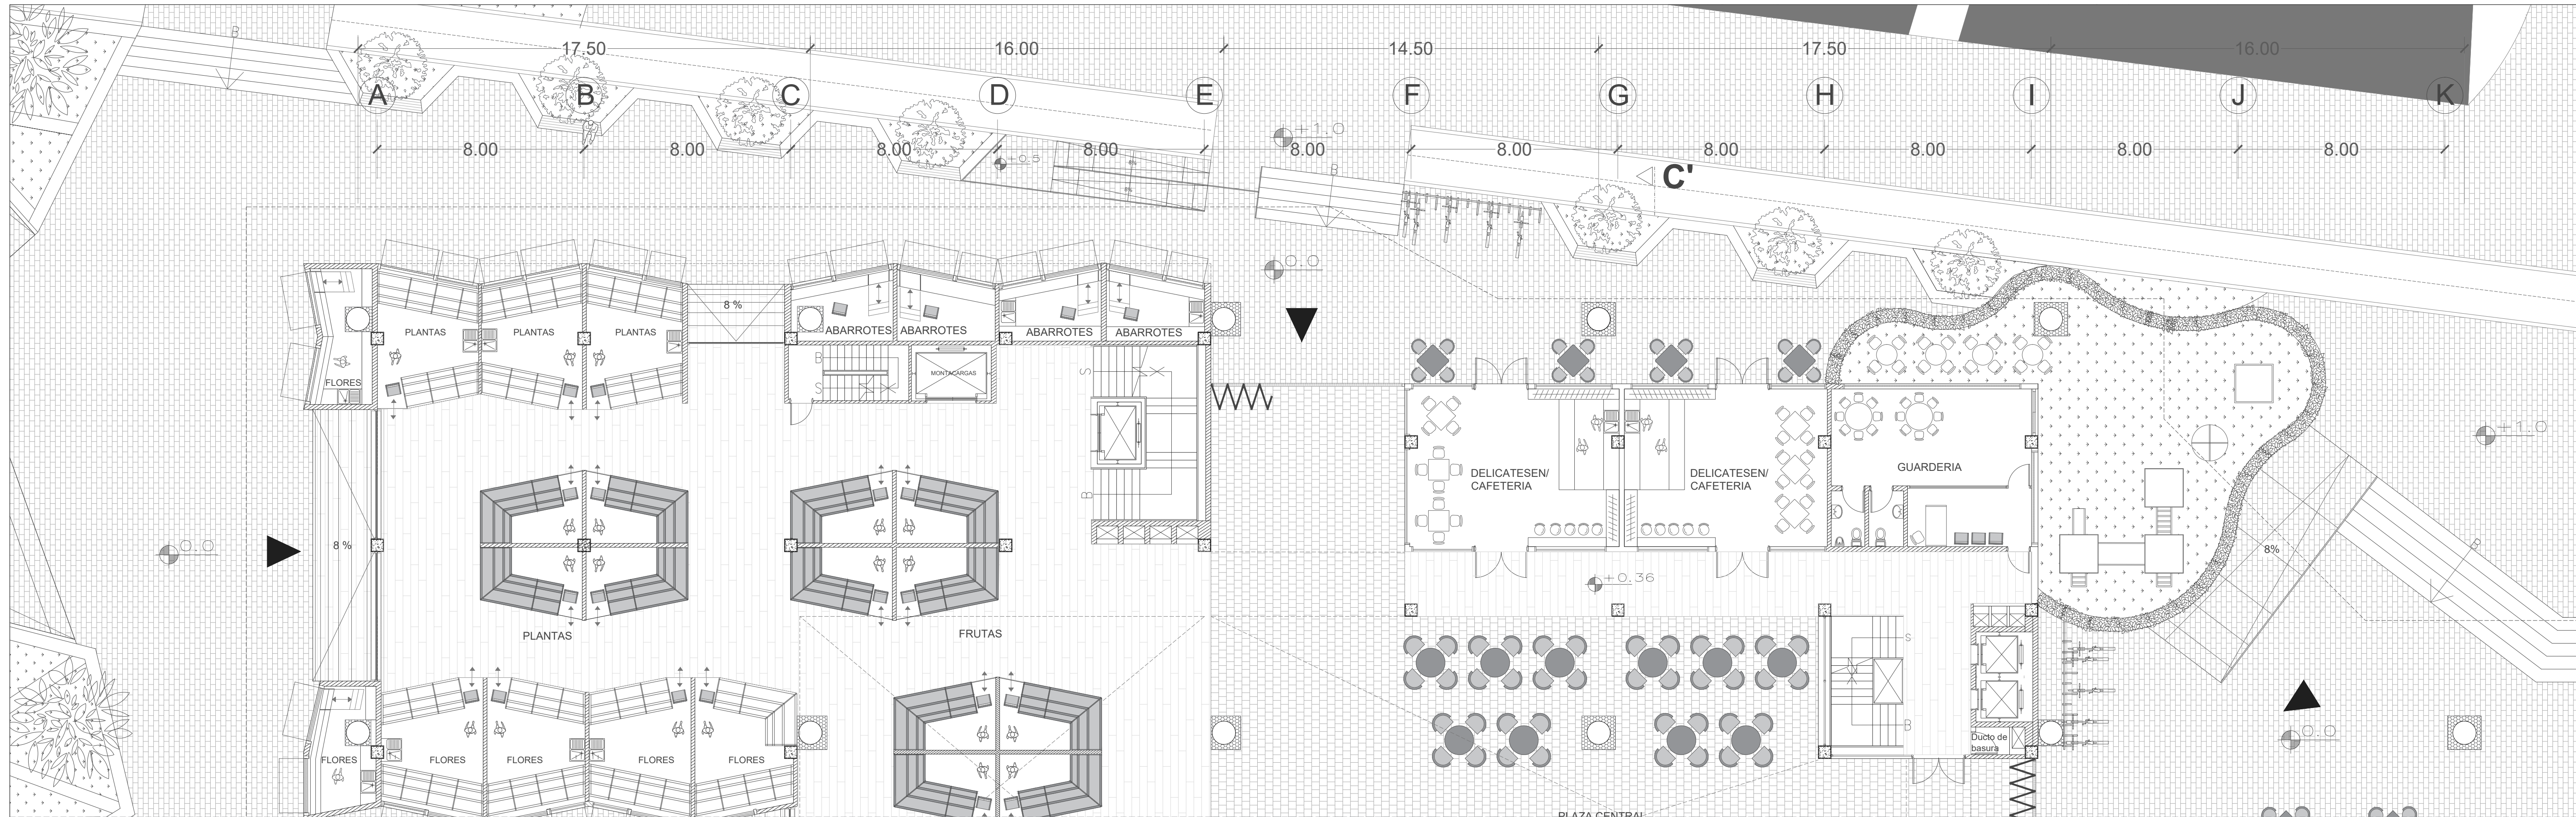 B
17.50
16.00
14.50
17.50
16.00
A
B
C
D
E
F
G
H
I
J
K
+1.0
8.00
8.00
8.00
8.00
8.00
8.00
8.00
8.00
8.00
8.00
+0.5
8%
8%
B
C'
0.0
8 %
PLANTAS
PLANTAS
PLANTAS
ABARROTES
ABARROTES
ABARROTES
ABARROTES
FLORES
B
S
MONTACARGAS
S
B
DELICATESEN/
CAFETERIA
DELICATESEN/
CAFETERIA
GUARDERIA
+1.0
0.0
8 %
8%
B
+0.36
PLANTAS
FRUTAS
S
B
0.0
Ducto de
basura
FLORES
FLORES
FLORES
FLORES
FLORES
PLAZA CENTRAL